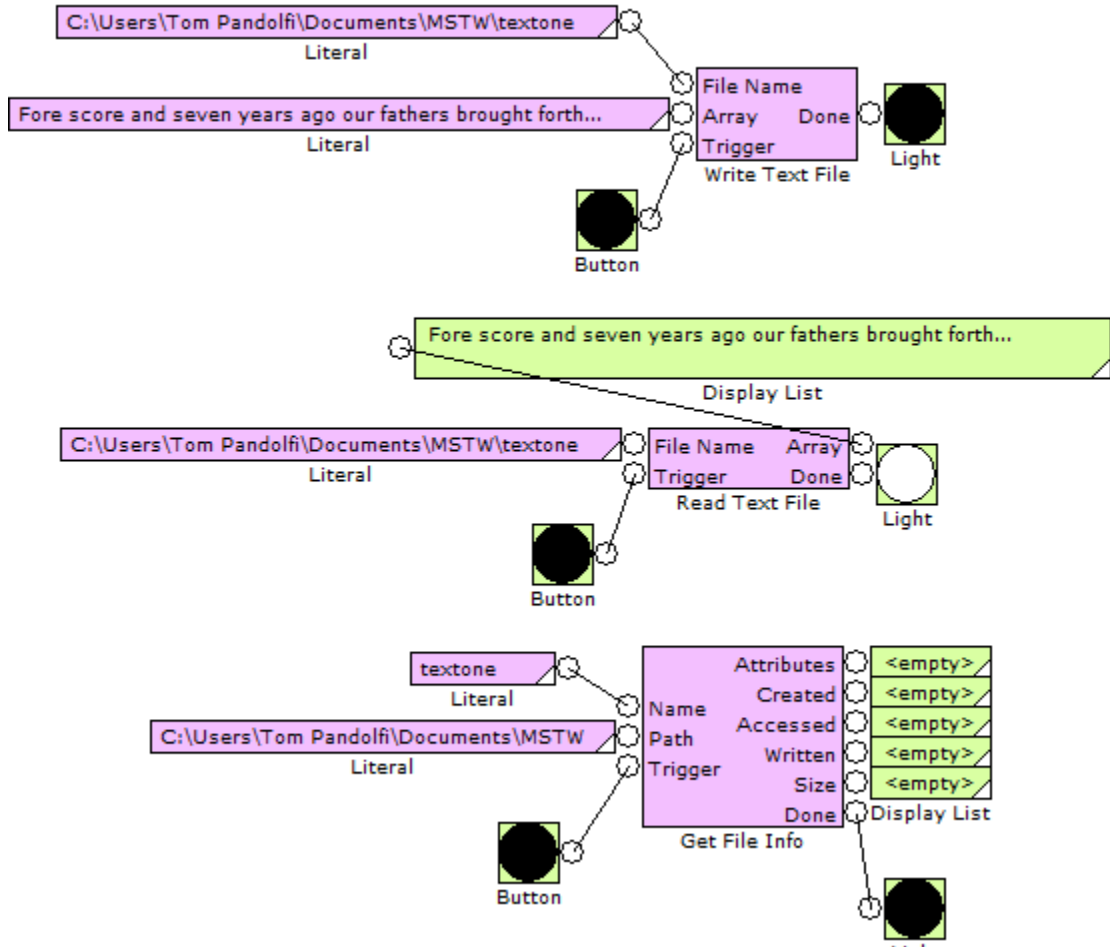 C:\Users\Tom Pandolfi\Documents\MSTW\textone
Literal
Fore score and seven years ago our fathers brought forth...
Literal
File Name
Array Done
Trigger
Write Text File
Light
Button
Fore score and seven years ago our fathers brought forth...
Display List
C:\Users\Tom Pandolfi\Documents\MSTW\textone
Literal
File Name Array
Trigger Done
Read Text File
Light
Button
textone
Literal
C:\Users\Tom Pandolfi\Documents\MSTW
Literal
Name
Path
Trigger
Attributes
Created
Accessed
Written
Size
Done
Get File Info
<empty>
<empty>
<empty>
<empty>
<empty>
Display List
Button